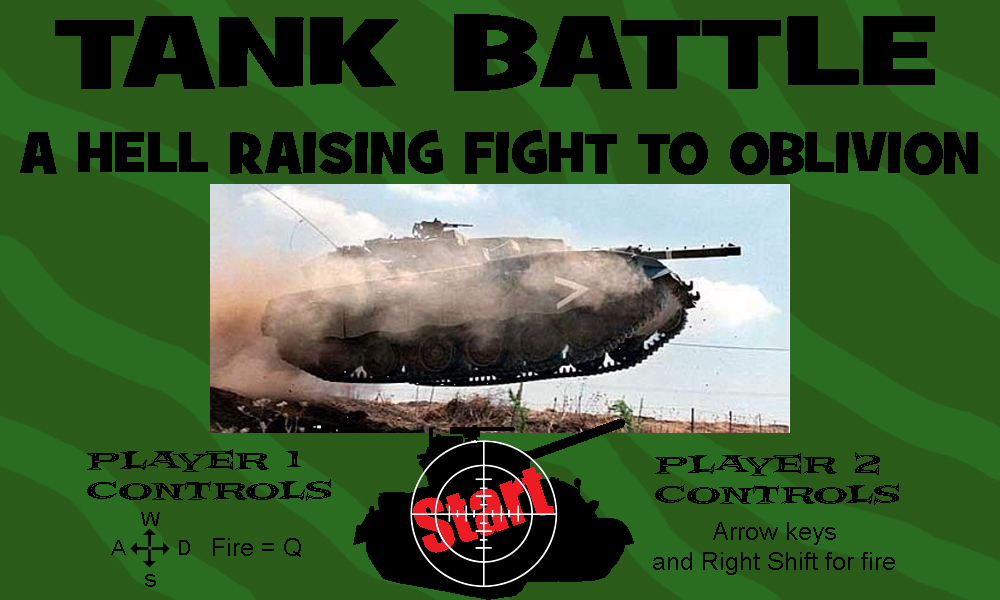 TANK BATTLE
A HELL RAISING FIGHT TO OBLIVION
PLAYER 1
CONTROLS
W
A D Fire = Q
S
Start
PLAYER 2
CONTROLS
Arrow keys
and Right Shift for fire